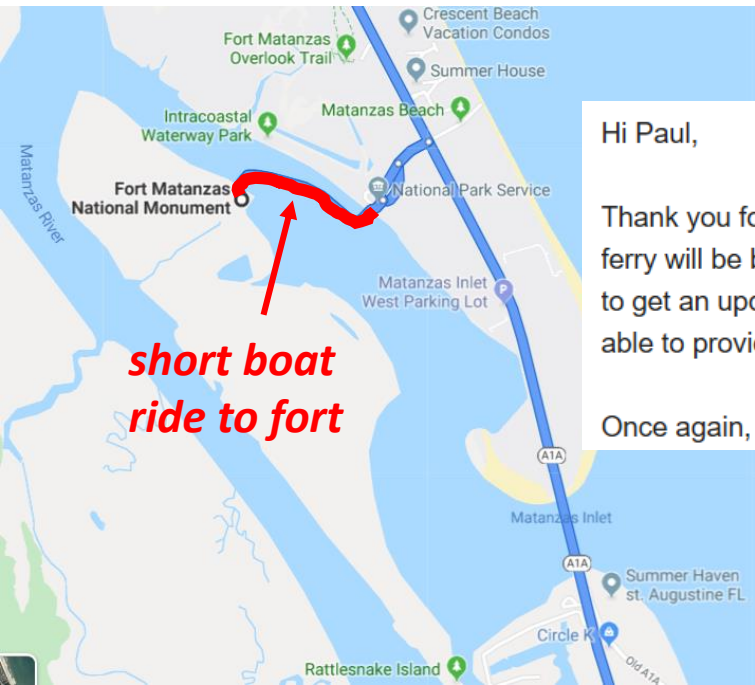 Crescent Beach
Vacation Condos
Fort Matanzas
Overlook Trail
Summer House
Intracoastal
Waterway Park
Matanzas Beach
Matanzas River
Fort Matanzas
National Monument
National Park Service
Matanzas Inlet
West Parking Lot
short boat
ride to fort
A1A
Matanzas Inlet
A1A
Summer Haven
st. Augustine FL
Circle K
Old A1A
Rattlesnake Island
Hi Paul,
Thank you fo
ferry will be b
to get an upd
able to provi
Once again,